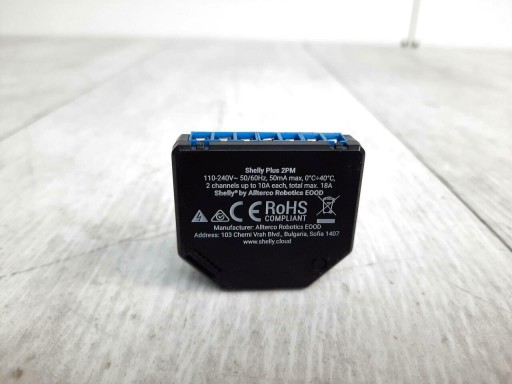 Shelly Plus 2PM
110-240V~ 50/60Hz, 50mA max, 0°C÷40°C,
2 channels up to 10A each, total max. 18A
Shelly® by Allterco Robotics EOOD
CE RoHS
COMPLIANT
Manufacturer: Allterco Robotics EOOD
Address: 103 Cherni Vrah Blvd., Bulgaria, Sofia 1407
www.shelly.cloud